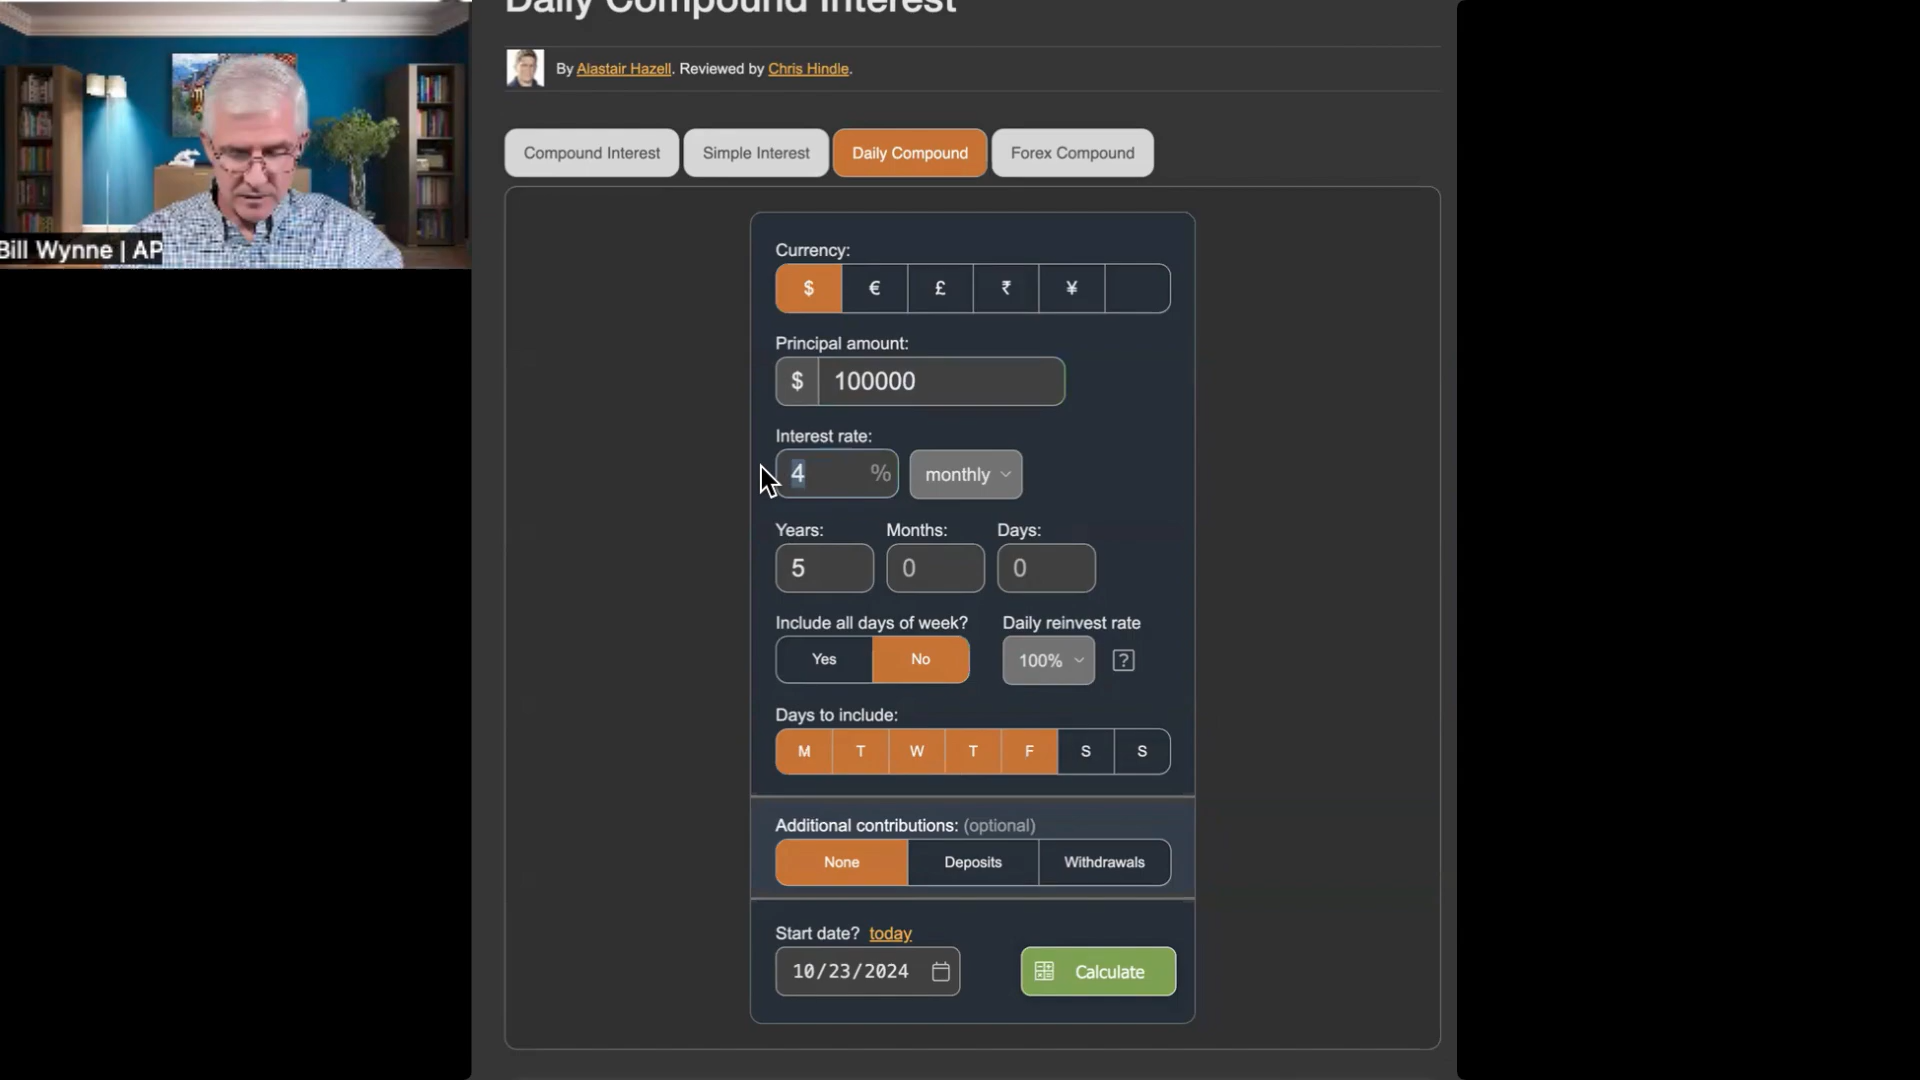 Daily Compound Interest
By Alastair Hazell. Reviewed by Chris Hindle.
Compound Interest
Simple Interest
Daily Compound
Forex Compound
Bill Wynne | AP
Currency:
$ € £ ₹ ¥
Principal amount:
$ 100000
Interest rate:
4 % monthly
Years: Months: Days:
5 0 0
Include all days of week? Daily reinvest rate
Yes No 100% ?
Days to include:
M T W T F S S
Additional contributions: (optional)
None Deposits Withdrawals
Start date? today
10/23/2024 Calculate